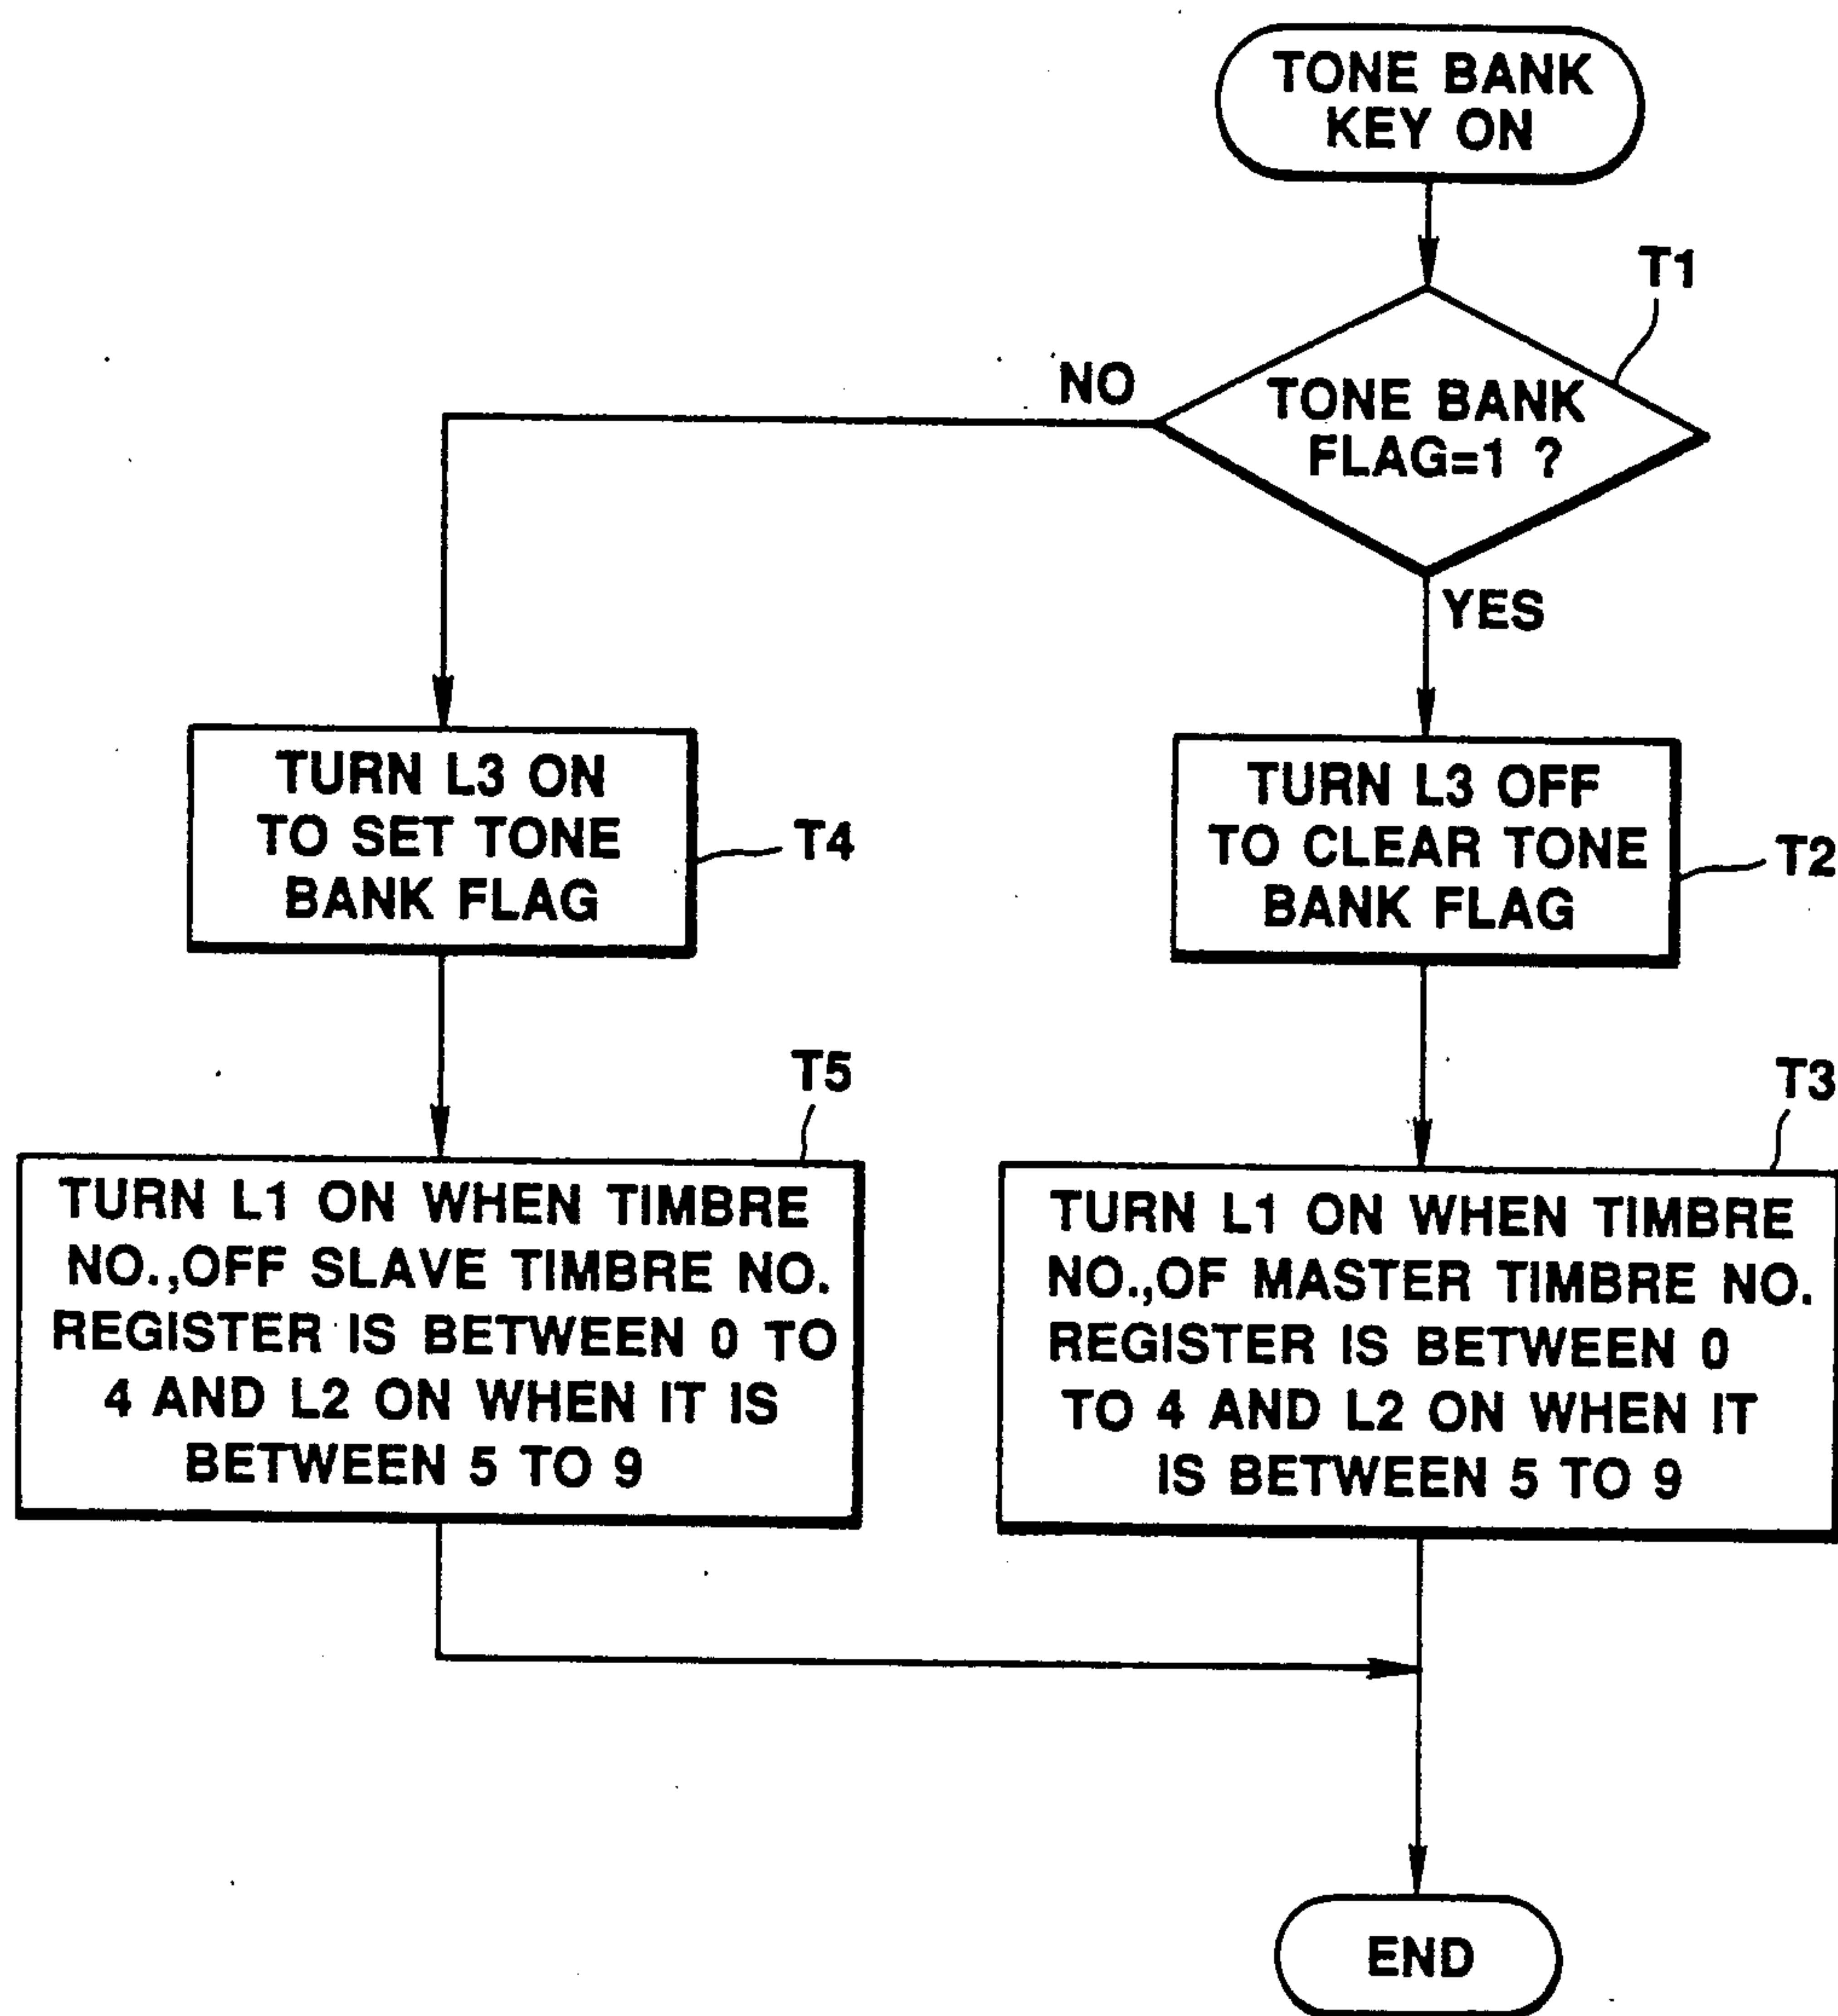 TONE BANK
KEY ON
T1
NO
TONE BANK
FLAG=1 ?
YES
TURN L3 ON
TO SET TONE
BANK FLAG
T4
TURN L3 OFF
TO CLEAR TONE
BANK FLAG
T2
T5
TURN L1 ON WHEN TIMBRE
NO.,OFF SLAVE TIMBRE NO.
REGISTER IS BETWEEN 0 TO
4 AND L2 ON WHEN IT IS
BETWEEN 5 TO 9
T3
TURN L1 ON WHEN TIMBRE
NO.,OF MASTER TIMBRE NO.
REGISTER IS BETWEEN 0
TO 4 AND L2 ON WHEN IT
IS BETWEEN 5 TO 9
END